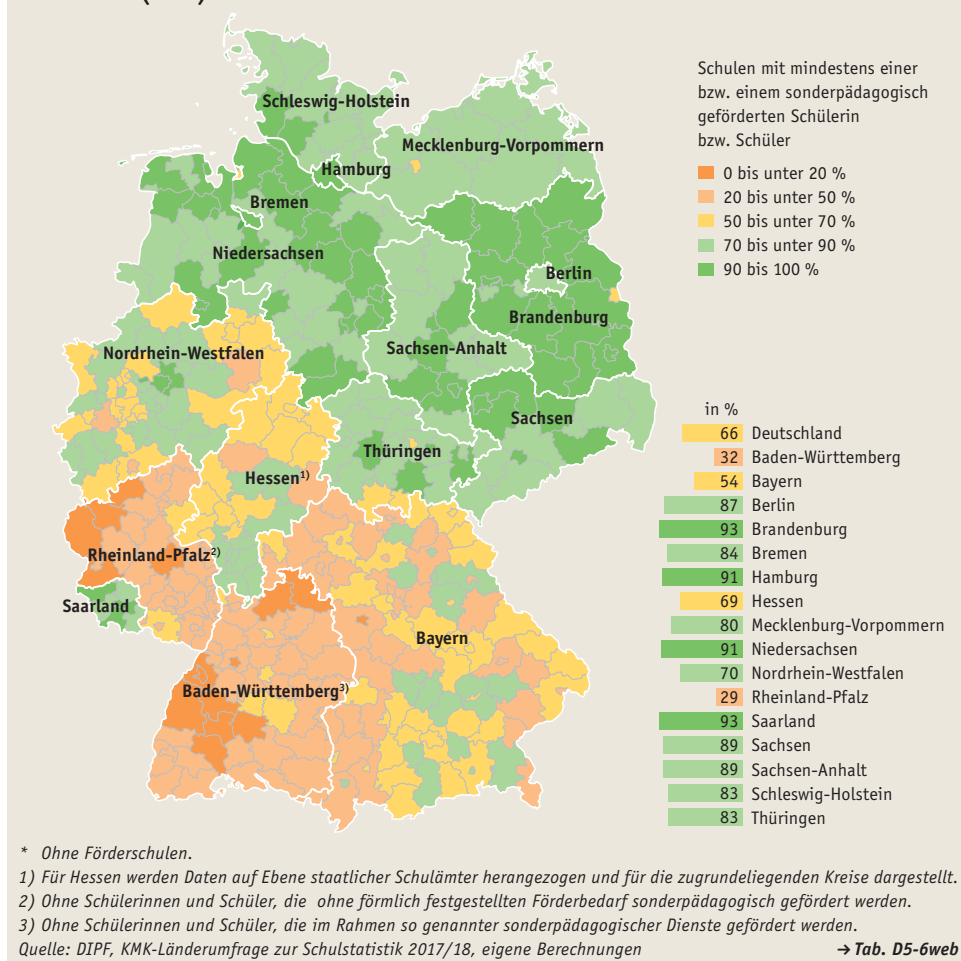 Schulen mit mindestens einer
bzw. einem sonderpädagogisch
geförderten Schülerin
bzw. Schüler
0 bis unter 20 %
20 bis unter 50 %
50 bis unter 70 %
70 bis unter 90 %
90 bis 100 %
Schleswig-Holstein
Mecklenburg-Vorpommern
Hamburg
Bremen
Niedersachsen
Berlin
Brandenburg
Sachsen-Anhalt
Nordrhein-Westfalen
Sachsen
Thüringen
Hessen1)
Rheinland-Pfalz2)
Saarland
Bayern
Baden-Württemberg3)
in %
66 Deutschland
32 Baden-Württemberg
54 Bayern
87 Berlin
93 Brandenburg
84 Bremen
91 Hamburg
69 Hessen
80 Mecklenburg-Vorpommern
91 Niedersachsen
70 Nordrhein-Westfalen
29 Rheinland-Pfalz
93 Saarland
89 Sachsen
89 Sachsen-Anhalt
83 Schleswig-Holstein
83 Thüringen
* Ohne Förderschulen.
1) Für Hessen werden Daten auf Ebene staatlicher Schulämter herangezogen und für die zugrundeliegenden Kreise dargestellt.
2) Ohne Schülerinnen und Schüler, die ohne förmlich festgestellten Förderbedarf sonderpädagogisch gefördert werden.
3) Ohne Schülerinnen und Schüler, die im Rahmen so genannter sonderpädagogischer Dienste gefördert werden.
Quelle: DIPF, KMK-Länderumfrage zur Schulstatistik 2017/18, eigene Berechnungen → Tab. D5-6web